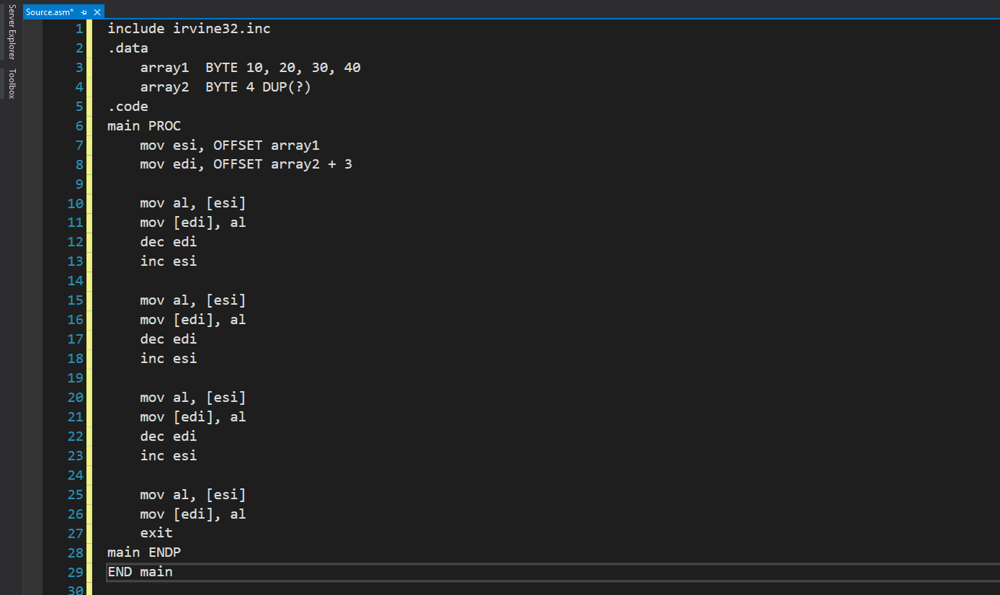 Server Explorer
Toolbox
Source.asm*
1 include irvine32.inc
2 .data
3     array1  BYTE 10, 20, 30, 40
4     array2  BYTE 4 DUP(?)
5 .code
6 main PROC
7     mov esi, OFFSET array1
8     mov edi, OFFSET array2 + 3
9
10     mov al, [esi]
11     mov [edi], al
12     dec edi
13     inc esi
14
15     mov al, [esi]
16     mov [edi], al
17     dec edi
18     inc esi
19
20     mov al, [esi]
21     mov [edi], al
22     dec edi
23     inc esi
24
25     mov al, [esi]
26     mov [edi], al
27     exit
28 main ENDP
29 END main
30